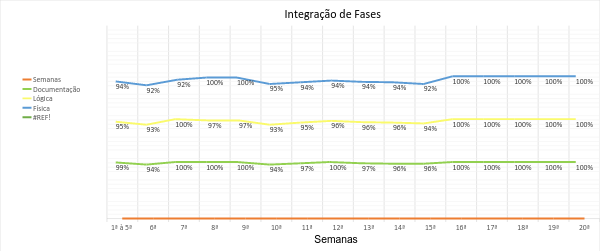 Integração de Fases
Semanas
Documentação
Lógica
Física
#REF!
94% 92% 92% 100% 100% 95% 94% 94% 94% 94% 92% 100% 100% 100% 100% 100%
95% 93% 100% 97% 97% 93% 95% 96% 96% 96% 94% 100% 100% 100% 100% 100%
99% 94% 100% 100% 100% 94% 97% 100% 97% 96% 96% 100% 100% 100% 100% 100%
1ª à 5ª 6ª 7ª 8ª 9ª 10ª 11ª 12ª 13ª 14ª 15ª 16ª 17ª 18ª 19ª 20ª
Semanas